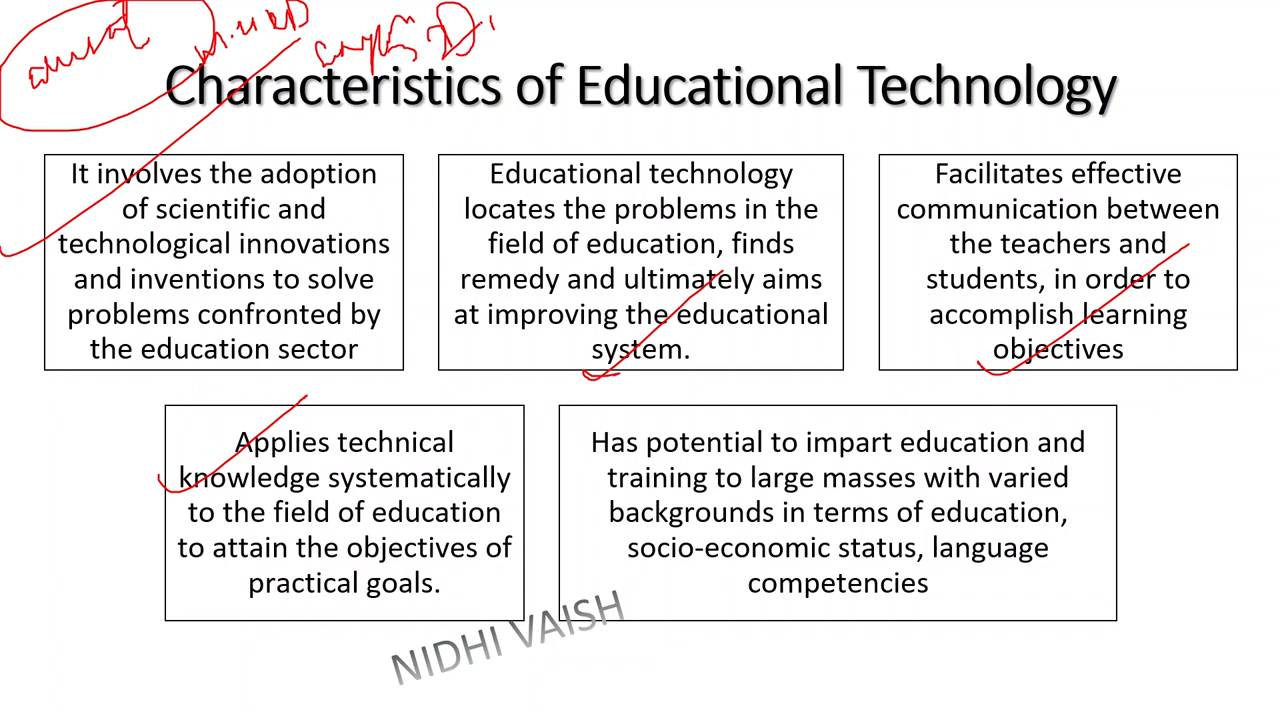 Characteristics of Educational Technology
It involves the adoption
of scientific and
technological innovations
and inventions to solve
problems confronted by
the education sector
Educational technology
locates the problems in the
field of education, finds
remedy and ultimately aims
at improving the educational
system.
Facilitates effective
communication between
the teachers and
students, in order to
accomplish learning
objectives
Applies technical
knowledge systematically
to the field of education
to attain the objectives of
practical goals.
Has potential to impart education and
training to large masses with varied
backgrounds in terms of education,
socio-economic status, language
competencies
NIDHI VAISH